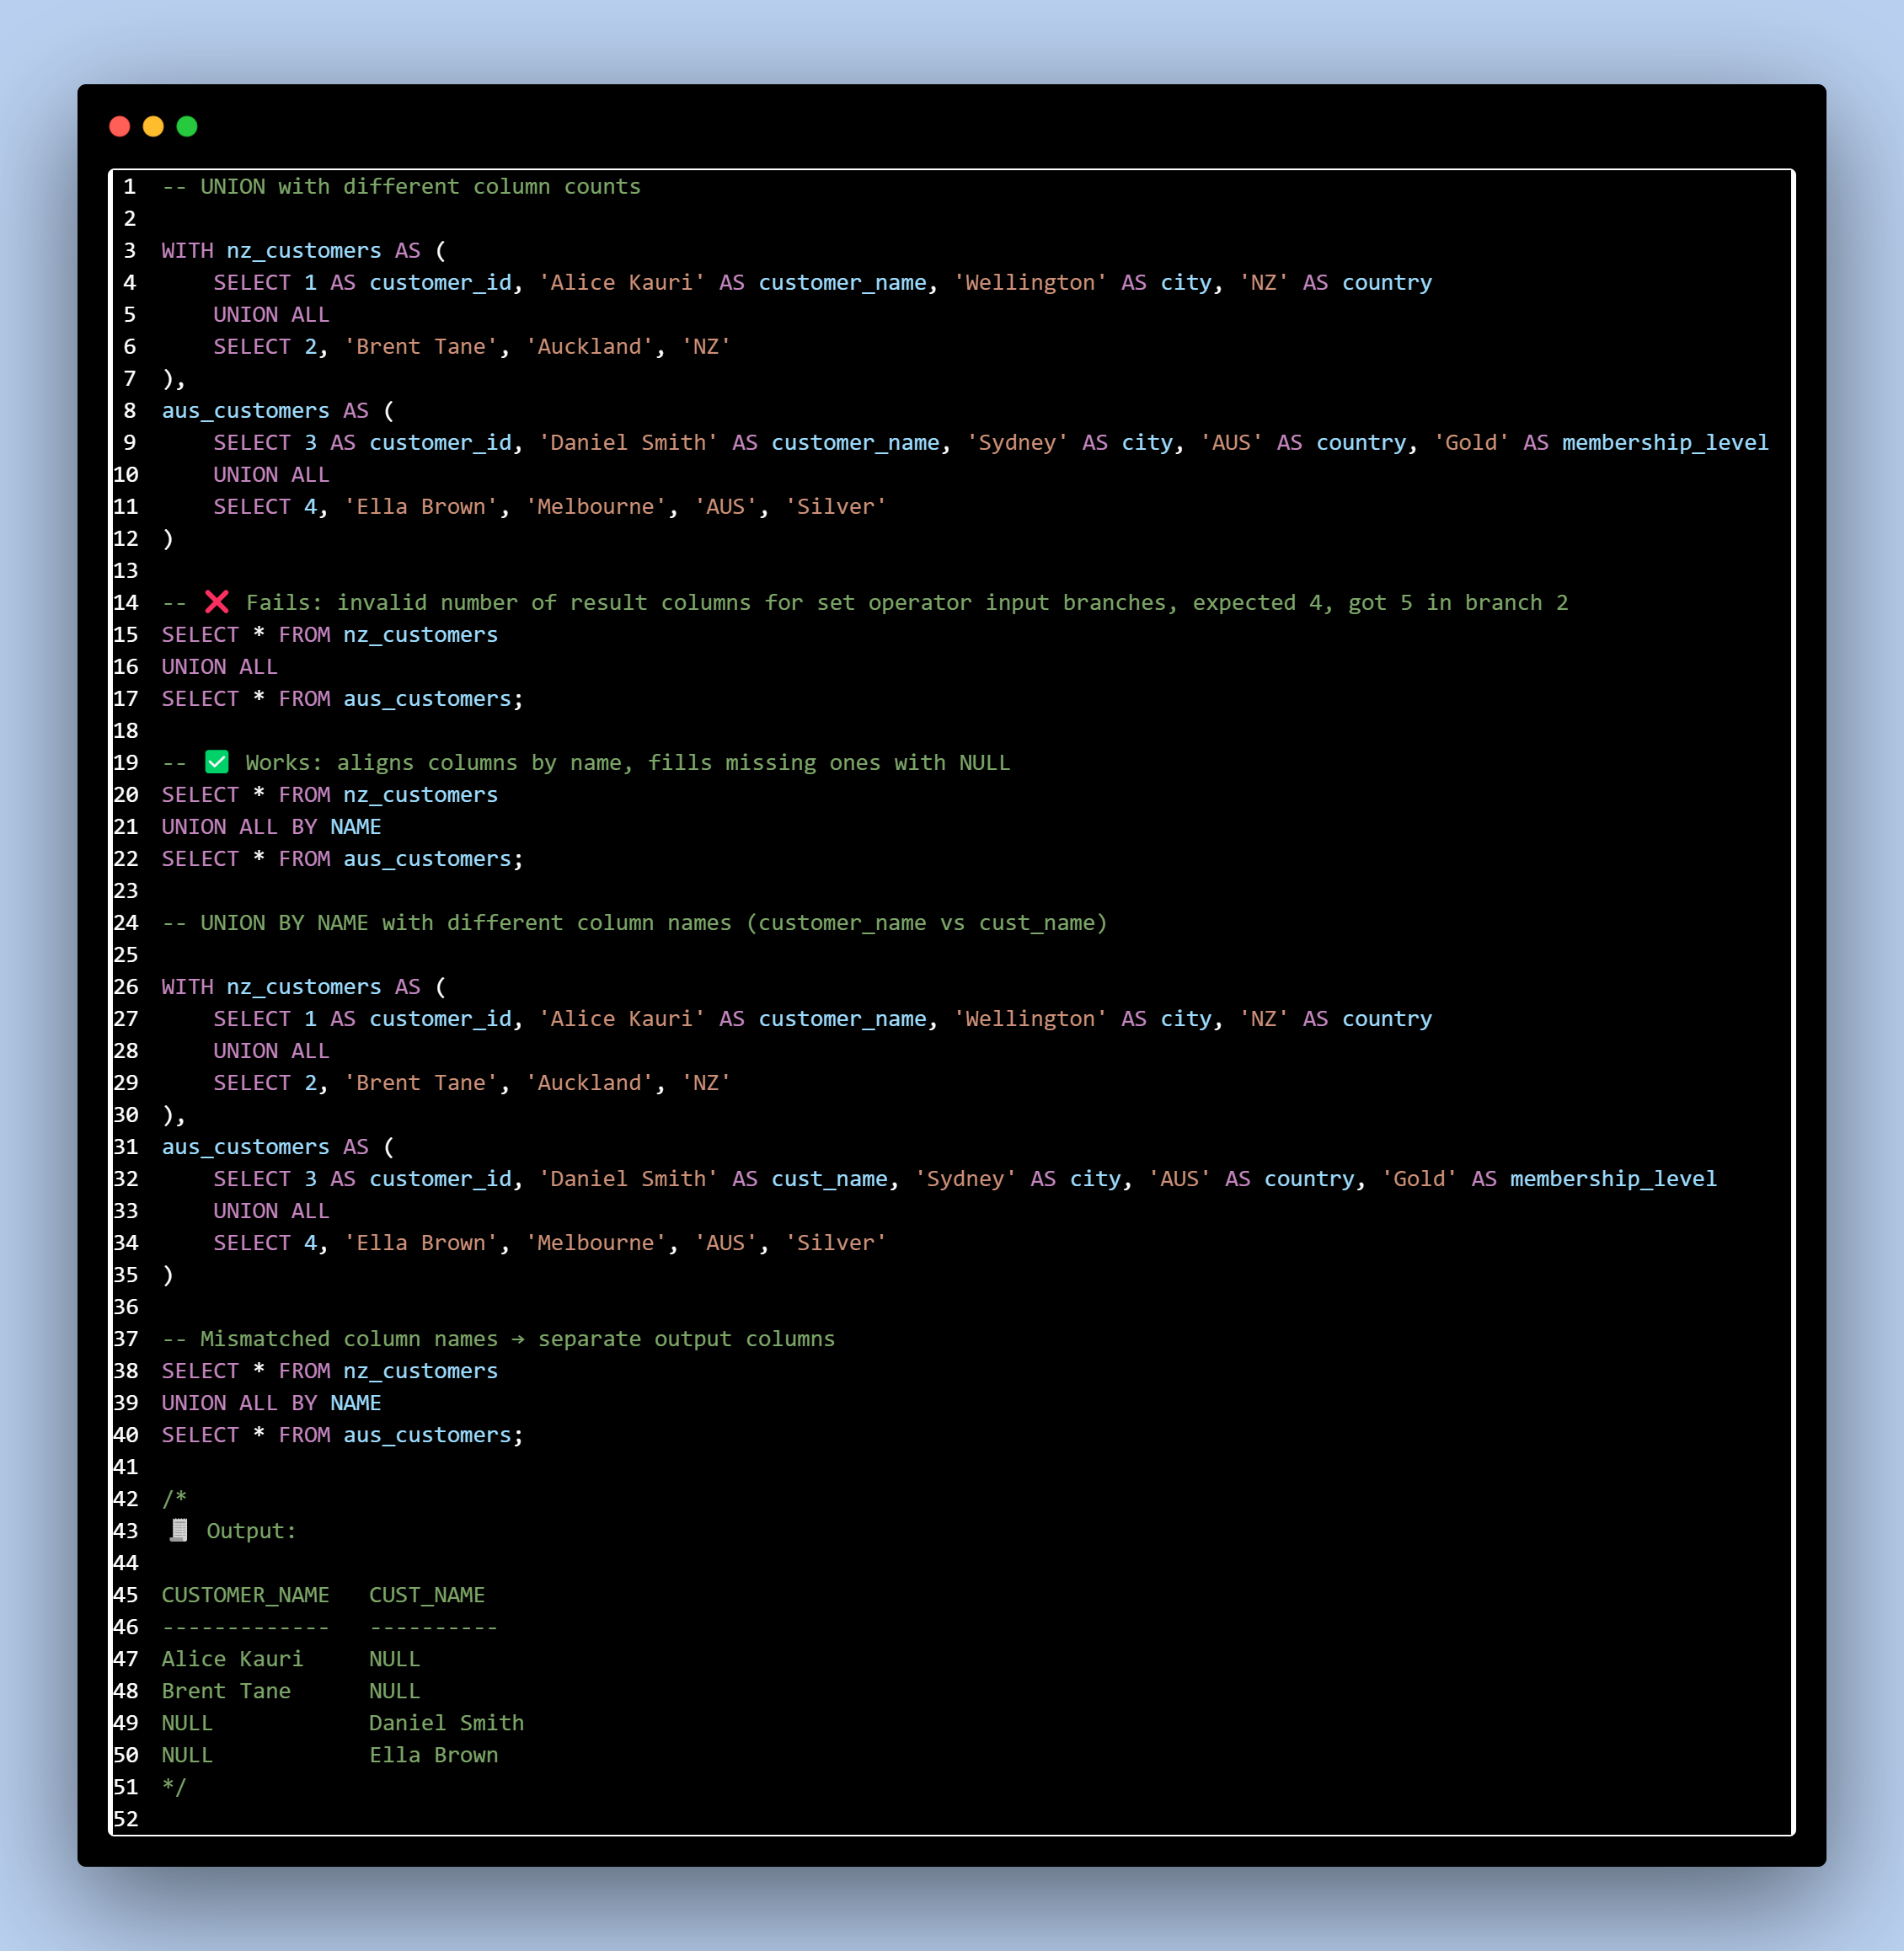 1 -- UNION with different column counts
2
3 WITH nz_customers AS (
4     SELECT 1 AS customer_id, 'Alice Kauri' AS customer_name, 'Wellington' AS city, 'NZ' AS country
5     UNION ALL
6     SELECT 2, 'Brent Tane', 'Auckland', 'NZ'
7 ),
8 aus_customers AS (
9     SELECT 3 AS customer_id, 'Daniel Smith' AS customer_name, 'Sydney' AS city, 'AUS' AS country, 'Gold' AS membership_level
10     UNION ALL
11     SELECT 4, 'Ella Brown', 'Melbourne', 'AUS', 'Silver'
12 )
13
14 -- ❌ Fails: invalid number of result columns for set operator input branches, expected 4, got 5 in branch 2
15 SELECT * FROM nz_customers
16 UNION ALL
17 SELECT * FROM aus_customers;
18
19 -- ✅ Works: aligns columns by name, fills missing ones with NULL
20 SELECT * FROM nz_customers
21 UNION ALL BY NAME
22 SELECT * FROM aus_customers;
23
24 -- UNION BY NAME with different column names (customer_name vs cust_name)
25
26 WITH nz_customers AS (
27     SELECT 1 AS customer_id, 'Alice Kauri' AS customer_name, 'Wellington' AS city, 'NZ' AS country
28     UNION ALL
29     SELECT 2, 'Brent Tane', 'Auckland', 'NZ'
30 ),
31 aus_customers AS (
32     SELECT 3 AS customer_id, 'Daniel Smith' AS cust_name, 'Sydney' AS city, 'AUS' AS country, 'Gold' AS membership_level
33     UNION ALL
34     SELECT 4, 'Ella Brown', 'Melbourne', 'AUS', 'Silver'
35 )
36
37 -- Mismatched column names → separate output columns
38 SELECT * FROM nz_customers
39 UNION ALL BY NAME
40 SELECT * FROM aus_customers;
41
42 /*
43 🧾 Output:
44
45 CUSTOMER_NAME   CUST_NAME
46 -------------   ----------
47 Alice Kauri     NULL
48 Brent Tane      NULL
49 NULL            Daniel Smith
50 NULL            Ella Brown
51 */
52